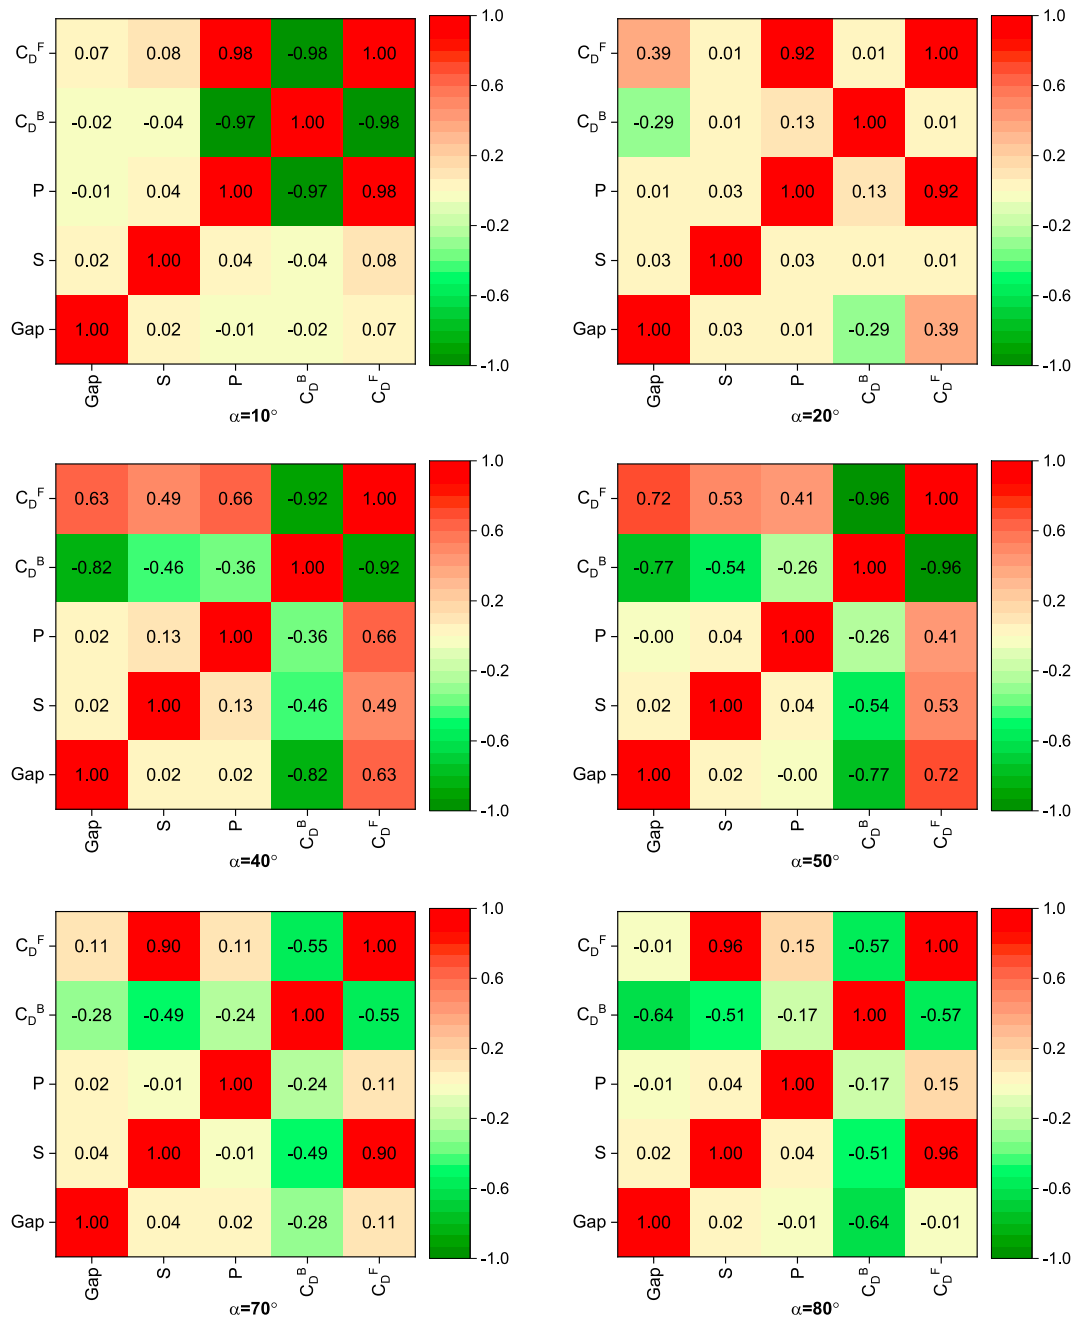 C_D^F 0.07 0.08 0.98 -0.98 1.00
C_D^B -0.02 -0.04 -0.97 1.00 -0.98
P -0.01 0.04 1.00 -0.97 0.98
S 0.02 1.00 0.04 -0.04 0.08
Gap 1.00 0.02 -0.01 -0.02 0.07
Gap S P C_D^B C_D^F
α=10°
1.0
0.6
0.2
-0.2
-0.6
-1.0
C_D^F 0.39 0.01 0.92 0.01 1.00
C_D^B -0.29 0.01 0.13 1.00 0.01
P 0.01 0.03 1.00 0.13 0.92
S 0.03 1.00 0.03 0.01 0.01
Gap 1.00 0.03 0.01 -0.29 0.39
Gap S P C_D^B C_D^F
α=20°
1.0
0.6
0.2
-0.2
-0.6
-1.0
C_D^F 0.63 0.49 0.66 -0.92 1.00
C_D^B -0.82 -0.46 -0.36 1.00 -0.92
P 0.02 0.13 1.00 -0.36 0.66
S 0.02 1.00 0.13 -0.46 0.49
Gap 1.00 0.02 0.02 -0.82 0.63
Gap S P C_D^B C_D^F
α=40°
1.0
0.6
0.2
-0.2
-0.6
-1.0
C_D^F 0.72 0.53 0.41 -0.96 1.00
C_D^B -0.77 -0.54 -0.26 1.00 -0.96
P -0.00 0.04 1.00 -0.26 0.41
S 0.02 1.00 0.04 -0.54 0.53
Gap 1.00 0.02 -0.00 -0.77 0.72
Gap S P C_D^B C_D^F
α=50°
1.0
0.6
0.2
-0.2
-0.6
-1.0
C_D^F 0.11 0.90 0.11 -0.55 1.00
C_D^B -0.28 -0.49 -0.24 1.00 -0.55
P 0.02 -0.01 1.00 -0.24 0.11
S 0.04 1.00 -0.01 -0.49 0.90
Gap 1.00 0.04 0.02 -0.28 0.11
Gap S P C_D^B C_D^F
α=70°
1.0
0.6
0.2
-0.2
-0.6
-1.0
C_D^F -0.01 0.96 0.15 -0.57 1.00
C_D^B -0.64 -0.51 -0.17 1.00 -0.57
P -0.01 0.04 1.00 -0.17 0.15
S 0.02 1.00 0.04 -0.51 0.96
Gap 1.00 0.02 -0.01 -0.64 -0.01
Gap S P C_D^B C_D^F
α=80°
1.0
0.6
0.2
-0.2
-0.6
-1.0